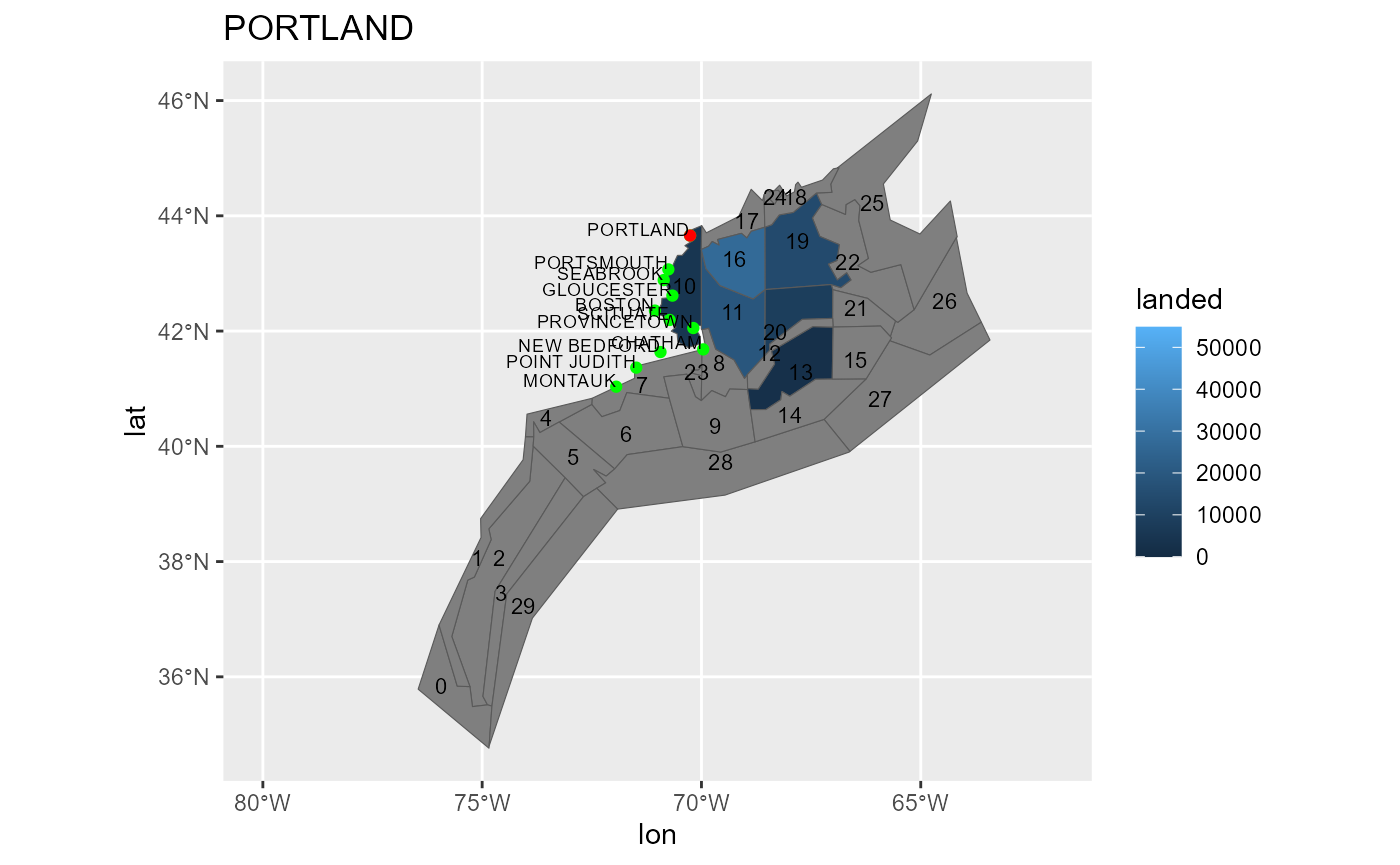 PORTLAND
46°N
44°N
42°N
40°N
38°N
36°N
lat
24
18
25
17
PORTLAND
19
16
22
PORTSMOUTH
SEABROOK
10
GLOUCESTER
26
BOSTON
21
11
SCITUATE
PROVINCETOWN
20
CHATHAM
NEW BEDFORD
12
POINT JUDITH
8
15
23
13
MONTAUK
7
27
14
4
9
6
5
28
1
2
3
29
0
80°W
75°W
70°W
65°W
lon
landed
50000
40000
30000
20000
10000
0